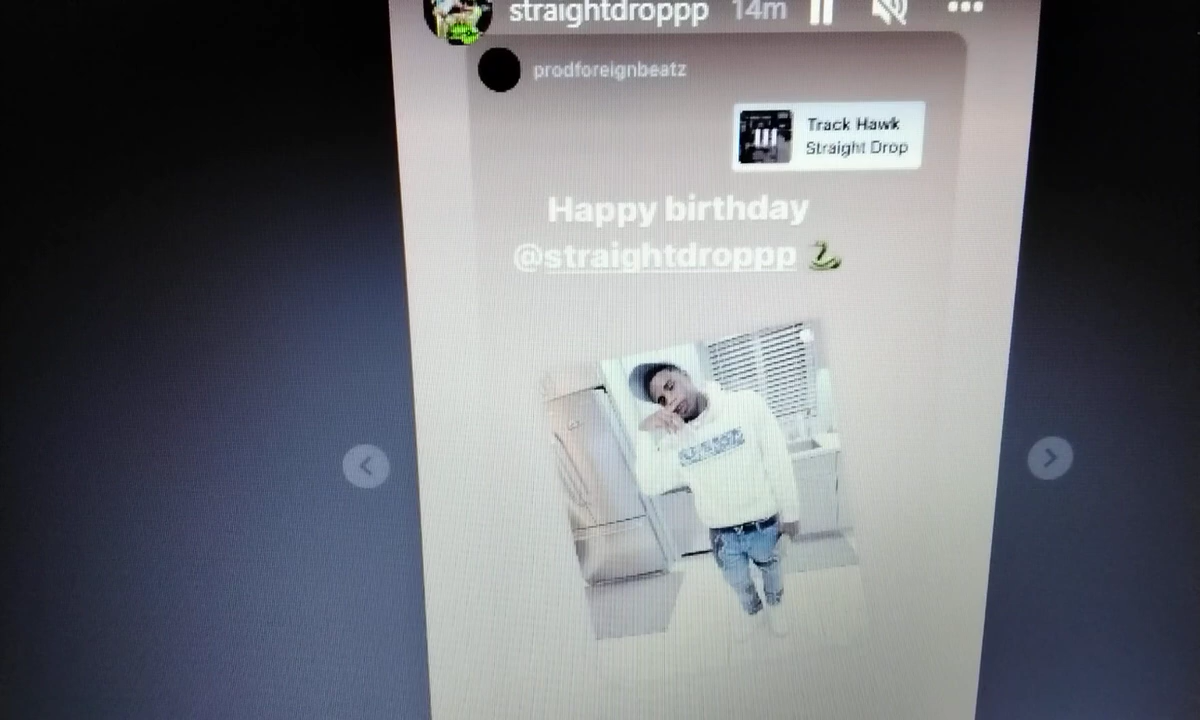 straightdroppp 14m
prodforeignbeatz
Track Hawk
Straight Drop
Happy birthday
@straightdroppp